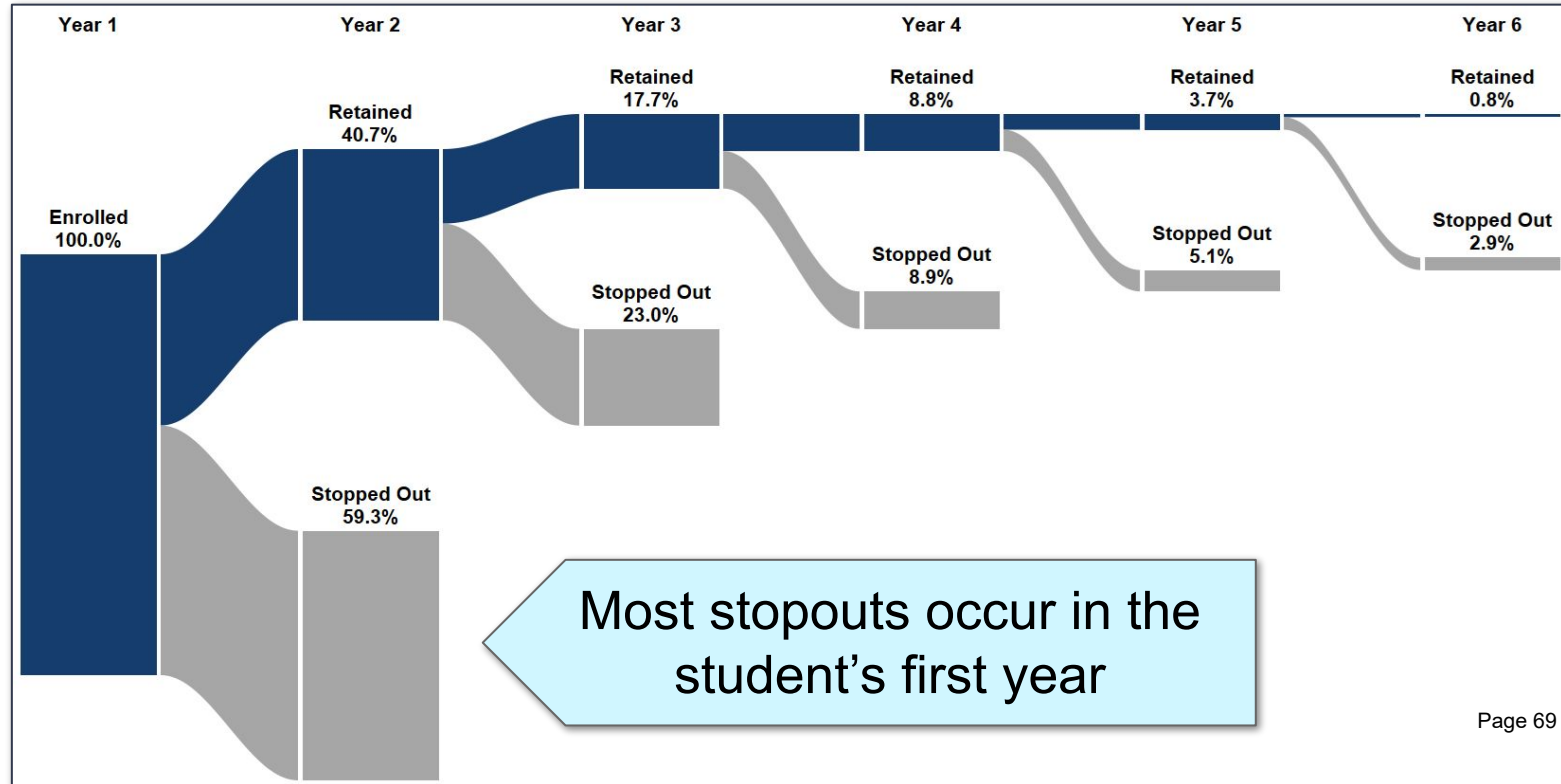 Year 1
Year 2
Year 3
Year 4
Year 5
Year 6
Enrolled
100.0%
Retained
40.7%
Stopped Out
59.3%
Retained
17.7%
Stopped Out
23.0%
Retained
8.8%
Stopped Out
8.9%
Retained
3.7%
Stopped Out
5.1%
Retained
0.8%
Stopped Out
2.9%
Most stopouts occur in the
student’s first year
Page 69